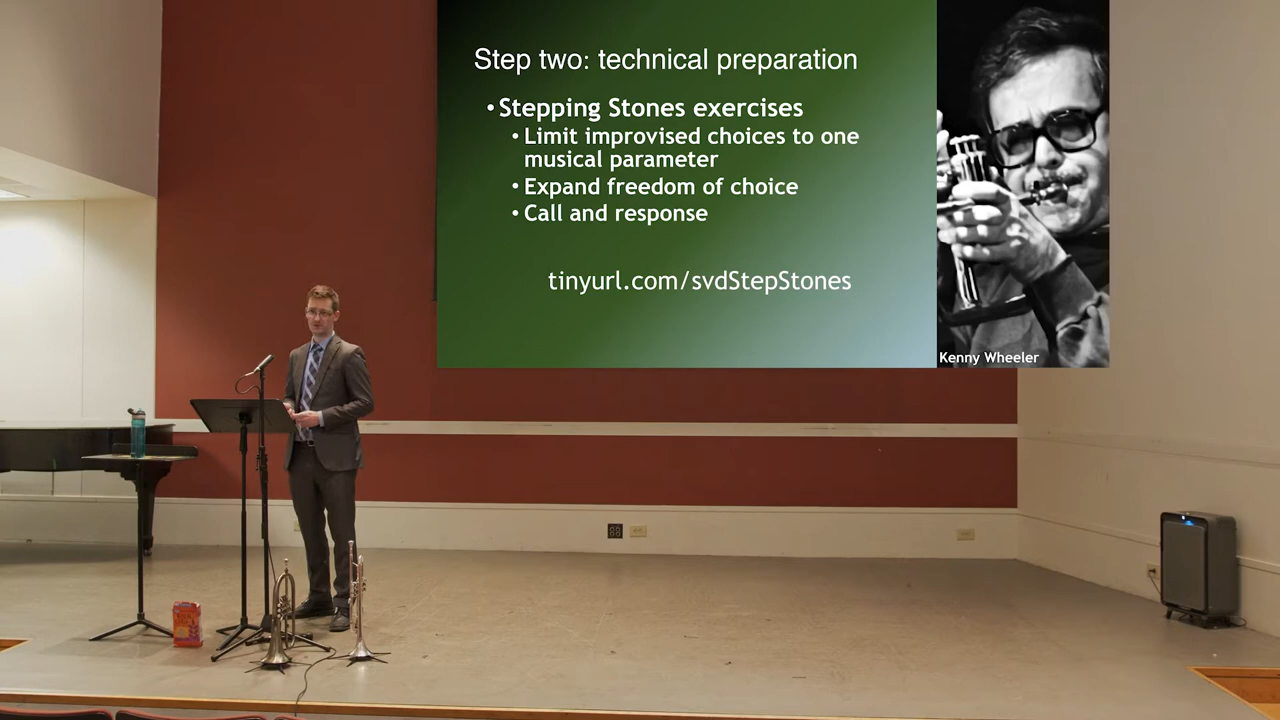 Step two: technical preparation
•Stepping Stones exercises
•Limit improvised choices to one
musical parameter
•Expand freedom of choice
•Call and response
tinyurl.com/svdStepStones
Kenny Wheeler